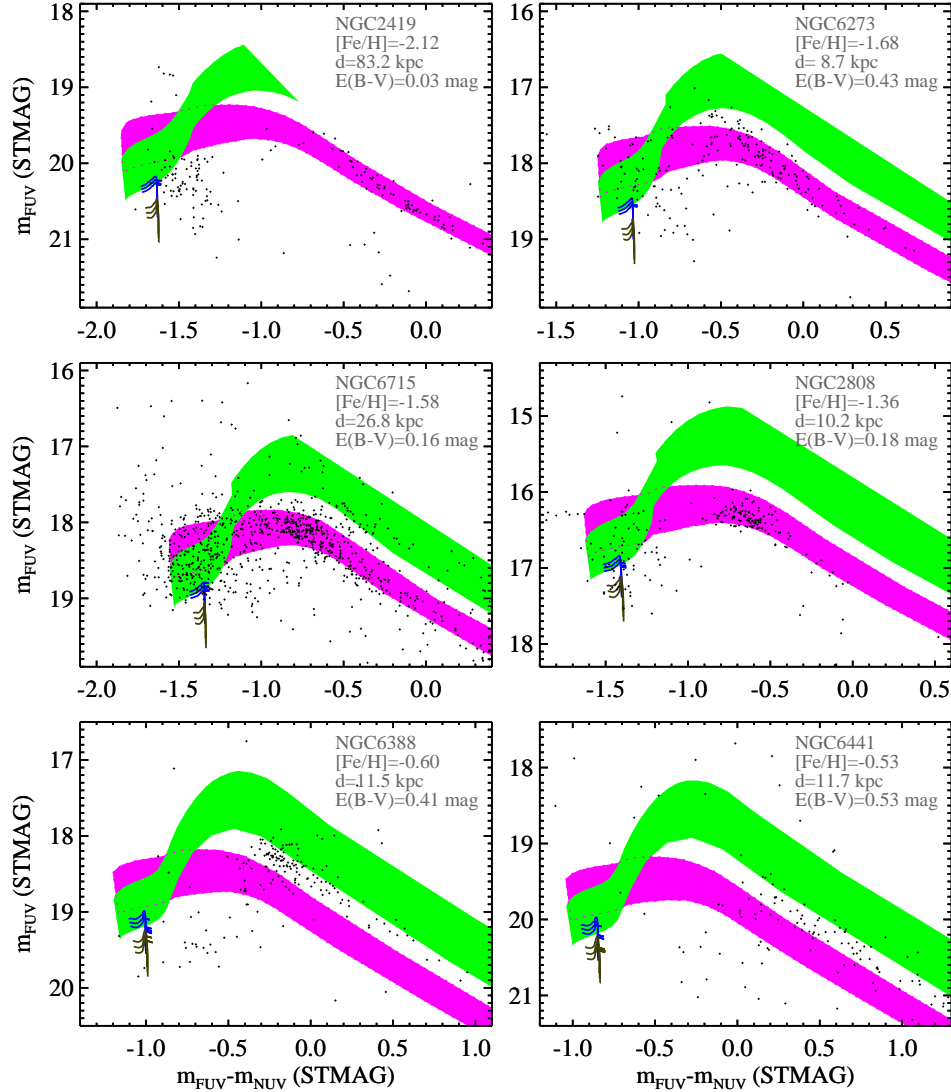 NGC2419
[Fe/H]=-2.12
d=83.2 kpc
E(B-V)=0.03 mag
18
19
20
21
m_FUV (STMAG)
-2.0 -1.5 -1.0 -0.5 0.0
NGC6273
[Fe/H]=-1.68
d= 8.7 kpc
E(B-V)=0.43 mag
16
17
18
19
-1.5 -1.0 -0.5 0.0 0.5
NGC6715
[Fe/H]=-1.58
d=26.8 kpc
E(B-V)=0.16 mag
16
17
18
19
m_FUV (STMAG)
-2.0 -1.5 -1.0 -0.5 0.0
NGC2808
[Fe/H]=-1.36
d=10.2 kpc
E(B-V)=0.18 mag
15
16
17
18
-1.5 -1.0 -0.5 0.0 0.5
NGC6388
[Fe/H]=-0.60
d=11.5 kpc
E(B-V)=0.41 mag
17
18
19
20
m_FUV (STMAG)
-1.0 -0.5 0.0 0.5 1.0
m_FUV-m_NUV (STMAG)
NGC6441
[Fe/H]=-0.53
d=11.7 kpc
E(B-V)=0.53 mag
18
19
20
21
-1.0 -0.5 0.0 0.5 1.0
m_FUV-m_NUV (STMAG)